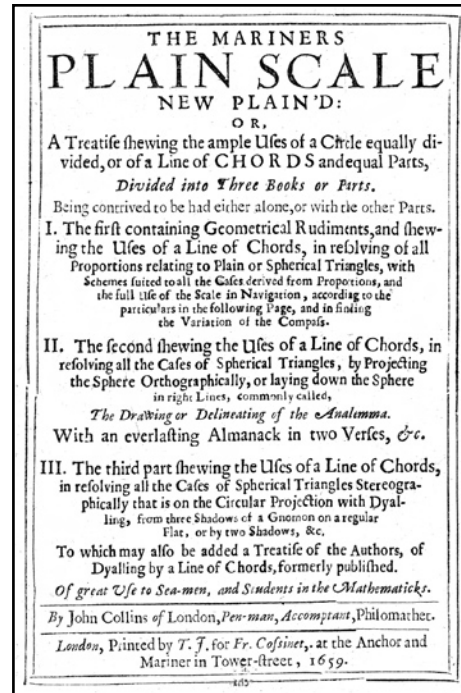 THE MARINERS
PLAIN SCALE
NEW PLAIN'D:
OR,
A Treatiſe ſhewing the ample Uſes of a Circle equally di-
vided, or of a Line of CHORDS and equal Parts,
Divided into Three Books or Parts.
Being contrived to be had either alone, or with the other Parts.
I. The firſt containing Geometrical Rudiments, and ſhew-
ing the Uſes of a Line of Chords, in reſolving of all
Proportions relating to Plain or Spherical Triangles, with
Schemes ſuited to all the Caſes derived from Proportions, and
the full Uſe of the Scale in Navigation, according to the
particulars in the following Page, and in finding
the Variation of the Compaſs.
II. The ſecond ſhewing the Uſes of a Line of Chords, in
reſolving all the Caſes of Spherical Triangles, by Projecting
the Sphere Orthographically, or laying down the Sphere
in right Lines, commonly called,
The Drawing or Delineating of the Analemma.
With an everlaſting Almanack in two Verſes, &c.
III. The third part ſhewing the Uſes of a Line of Chords,
in reſolving all the Caſes of Spherical Triangles Stereogra-
phically that is on the Circular Projection with Dyal-
ling, from three Shadows of a Gnomon on a regular
Flat, or by two Shadows, &c.
To which may alſo be added a Treatiſe of the Authors, of
Dyalling by a Line of Chords, formerly publiſhed.
Of great Uſe to Sea-men, and Students in the Mathematicks.
By John Collins of London, Pen-man, Accomptant, Philomathet.
London, Printed by T. J. for Fr. Coſsinet,. at the Anchor and
Mariner in Tower-ſtreet, 1659.